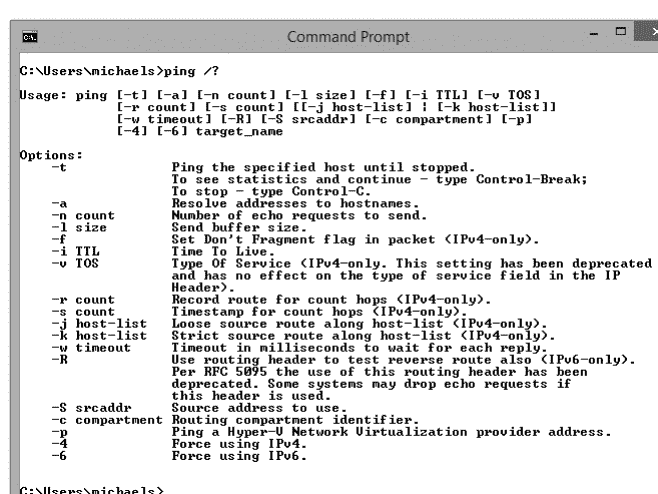 Command Prompt
C:\Users\michaels>ping /?
Usage: ping [-t] [-a] [-n count] [-l size] [-f] [-i TTL] [-v TOS]
[-r count] [-s count] [[-j host-list] | [-k host-list]]
[-w timeout] [-R] [-S srcaddr] [-c compartment] [-p]
[-4] [-6] target_name
Options:
-t Ping the specified host until stopped.
To see statistics and continue - type Control-Break;
To stop - type Control-C.
-a Resolve addresses to hostnames.
-n count Number of echo requests to send.
-l size Send buffer size.
-f Set Don't Fragment flag in packet (IPv4-only).
-i TTL Time To Live.
-v TOS Type Of Service (IPv4-only. This setting has been deprecated
and has no effect on the type of service field in the IP
Header).
-r count Record route for count hops (IPv4-only).
-s count Timestamp for count hops (IPv4-only).
-j host-list Loose source route along host-list (IPv4-only).
-k host-list Strict source route along host-list (IPv4-only).
-w timeout Timeout in milliseconds to wait for each reply.
-R Use routing header to test reverse route also (IPv6-only).
Per RFC 5095 the use of this routing header has been
deprecated. Some systems may drop echo requests if
this header is used.
-S srcaddr Source address to use.
-c compartment Routing compartment identifier.
-p Ping a Hyper-V Network Virtualization provider address.
-4 Force using IPv4.
-6 Force using IPv6.
C:\Users\michaels>